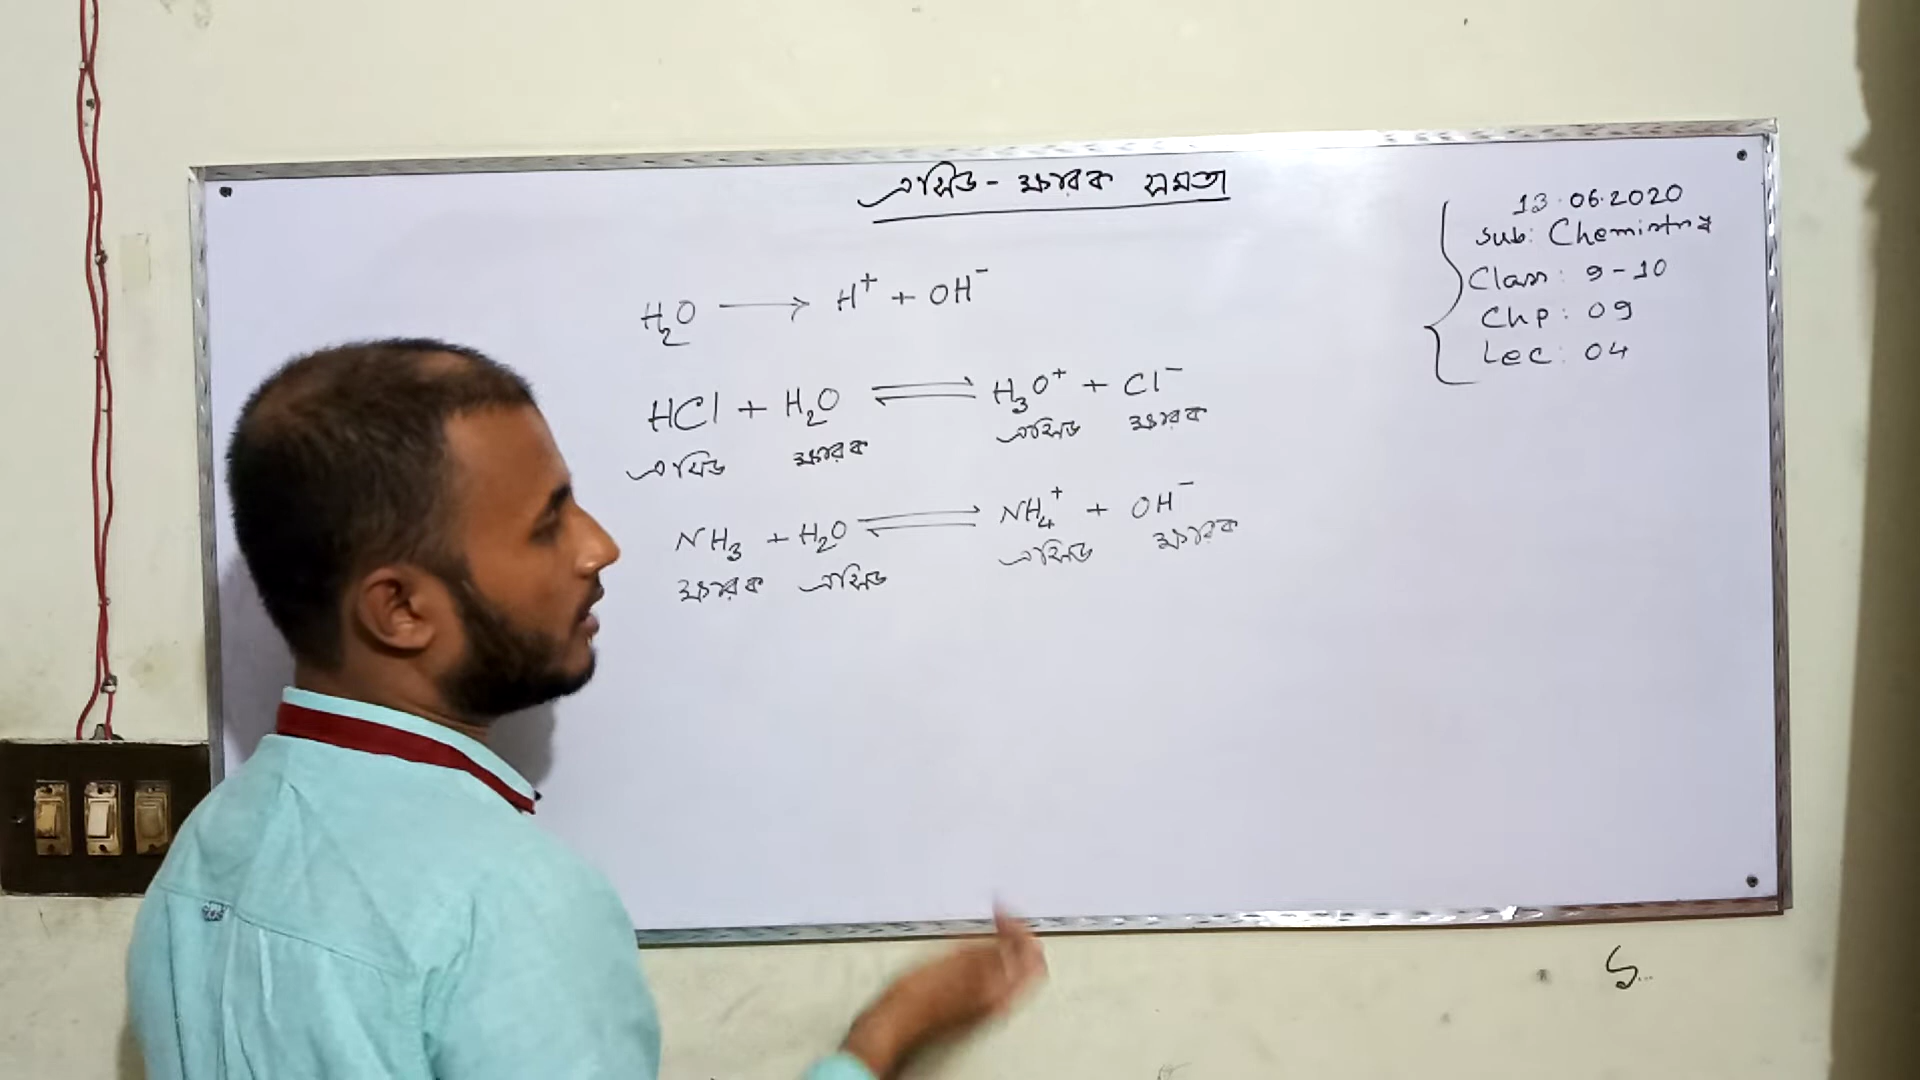 এসিড - ক্ষারক সমতা
13.06.2020
Sub: Chemistry
Class: 9-10
Chp: 09
Lec: 04
H₂O ⟶ H⁺ + OH⁻
HCl + H₂O ⇌ H₃O⁺ + Cl⁻
এসিড ক্ষারক এসিড ক্ষারক
NH₃ + H₂O ⇌ NH₄⁺ + OH⁻
ক্ষারক এসিড এসিড ক্ষারক
S...